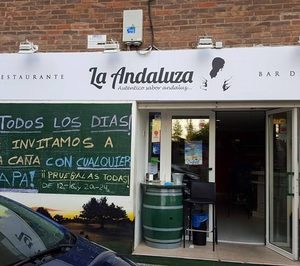 ESTAURANTE
La Andaluza
Auténtico sabor andaluz...
BAR D
TODOS LOS DIAS!
INVITAMOS A
A CAÑA CON CUALQUIER
APA! ¡¡PRUEBALAS TODAS!
DE 12-16 y 20-24